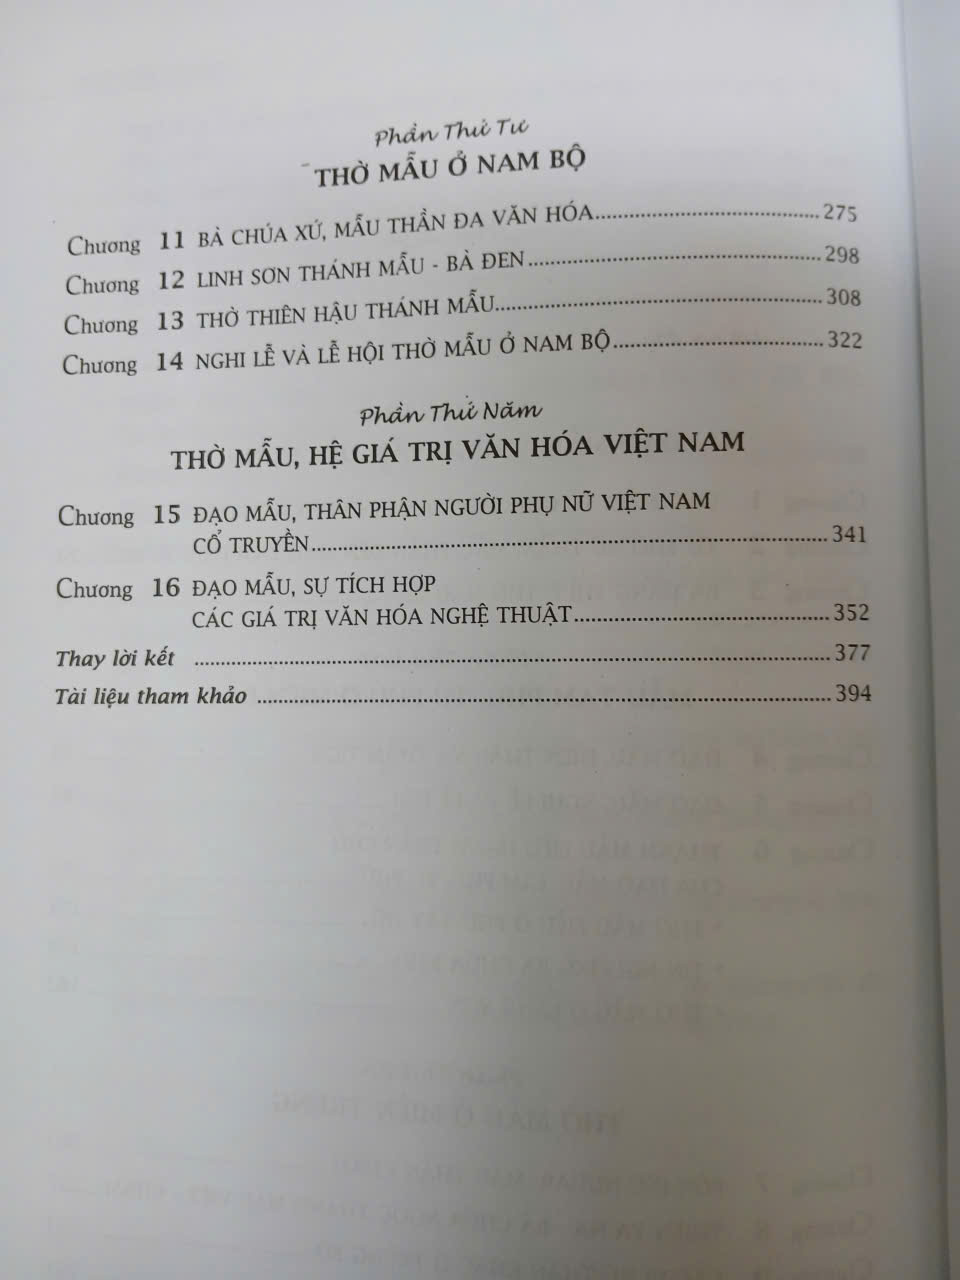 Phần Thứ Tư
THỜ MẪU Ở NAM BỘ
Chương 11 BÀ CHÚA XỨ, MẪU THẦN ĐA VĂN HÓA 275
Chương 12 LINH SƠN THÁNH MẪU - BÀ ĐEN 298
Chương 13 THỜ THIÊN HẬU THÁNH MẪU 308
Chương 14 NGHI LỄ VÀ LỄ HỘI THỜ MẪU Ở NAM BỘ 322
Phần Thứ Năm
THỜ MẪU, HỆ GIÁ TRỊ VĂN HÓA VIỆT NAM
Chương 15 ĐẠO MẪU, THÂN PHẬN NGƯỜI PHỤ NỮ VIỆT NAM
CỔ TRUYỀN 341
Chương 16 ĐẠO MẪU, SỰ TÍCH HỢP
CÁC GIÁ TRỊ VĂN HÓA NGHỆ THUẬT 352
Thay lời kết 377
Tài liệu tham khảo 394